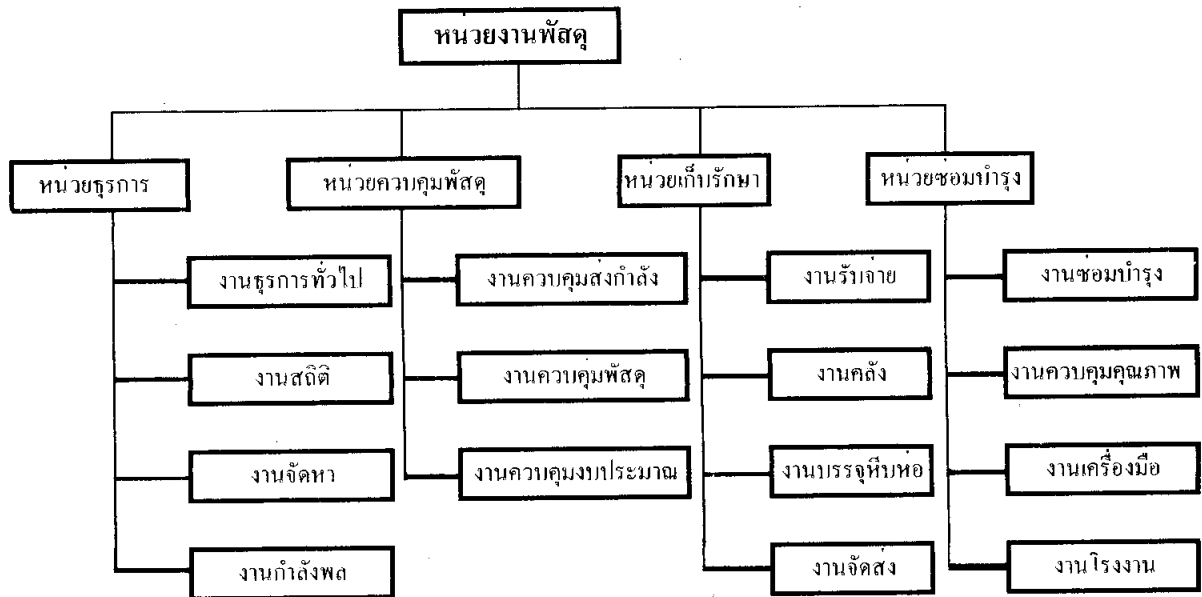 หน่วยงานพัสดุ
หน่วยธุรการ
หน่วยควบคุมพัสดุ
หน่วยเก็บรักษา
หน่วยซ่อมบำรุง
งานธุรการทั่วไป
งานควบคุมส่งกำลัง
งานรับจ่าย
งานซ่อมบำรุง
งานสถิติ
งานควบคุมพัสดุ
งานคลัง
งานควบคุมคุณภาพ
งานจัดหา
งานควบคุมงบประมาณ
งานบรรจุหีบห่อ
งานเครื่องมือ
งานกำลังพล
งานจัดส่ง
งานโรงงาน